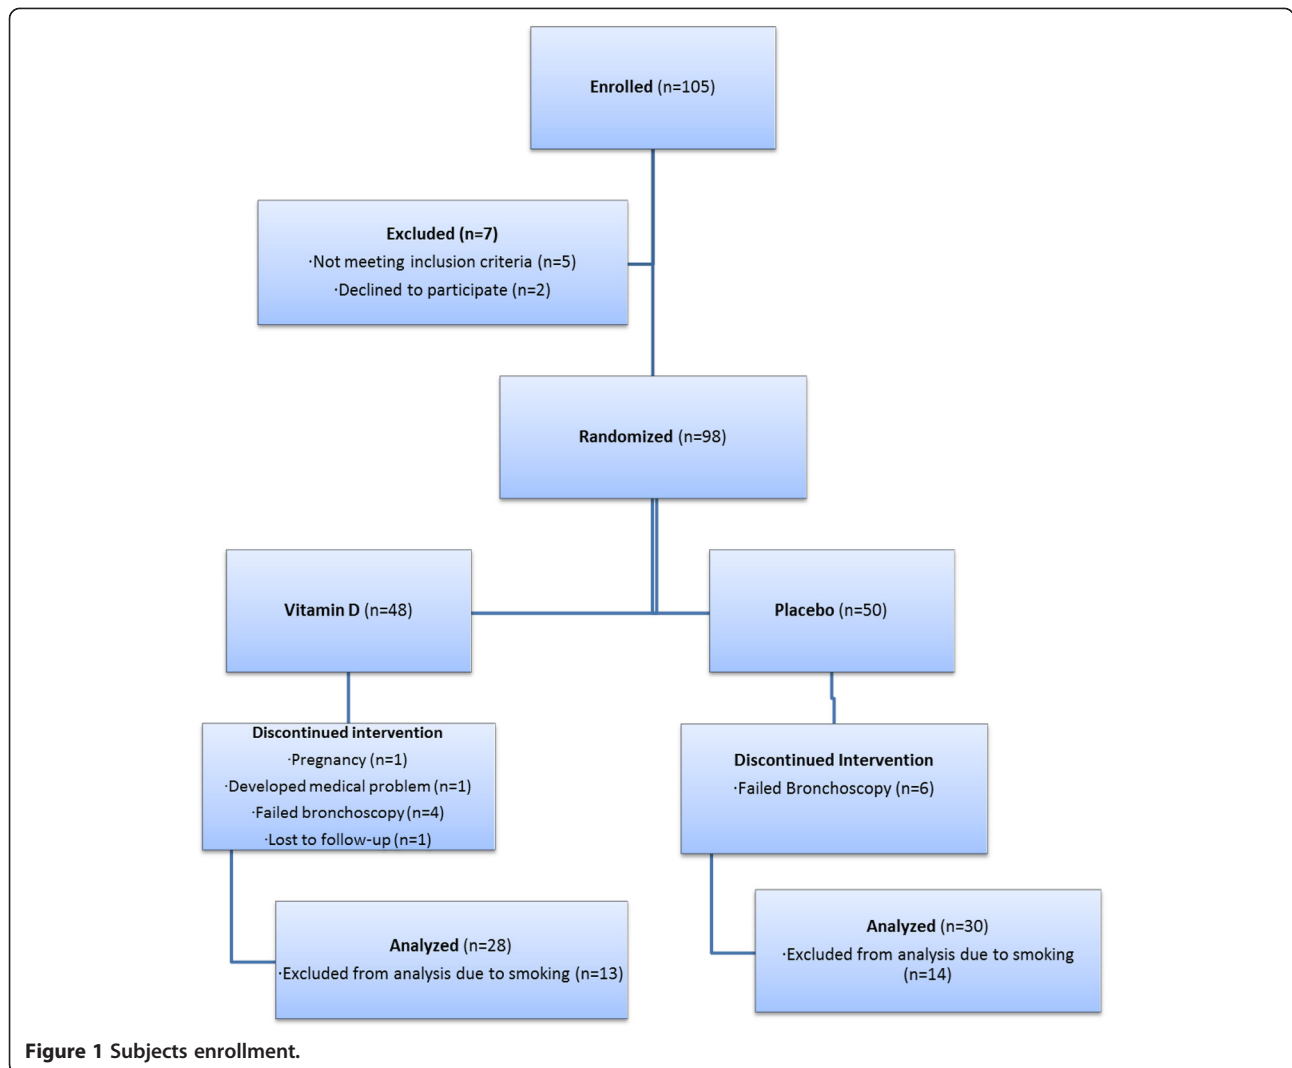 Enrolled (n=105)
Excluded (n=7)
·Not meeting inclusion criteria (n=5)
·Declined to participate (n=2)
Randomized (n=98)
Vitamin D (n=48)
Placebo (n=50)
Discontinued intervention
·Pregnancy (n=1)
·Developed medical problem (n=1)
·Failed bronchoscopy (n=4)
·Lost to follow-up (n=1)
Discontinued Intervention
·Failed Bronchoscopy (n=6)
Analyzed (n=28)
·Excluded from analysis due to smoking (n=13)
Analyzed (n=30)
·Excluded from analysis due to smoking
(n=14)
Figure 1 Subjects enrollment.